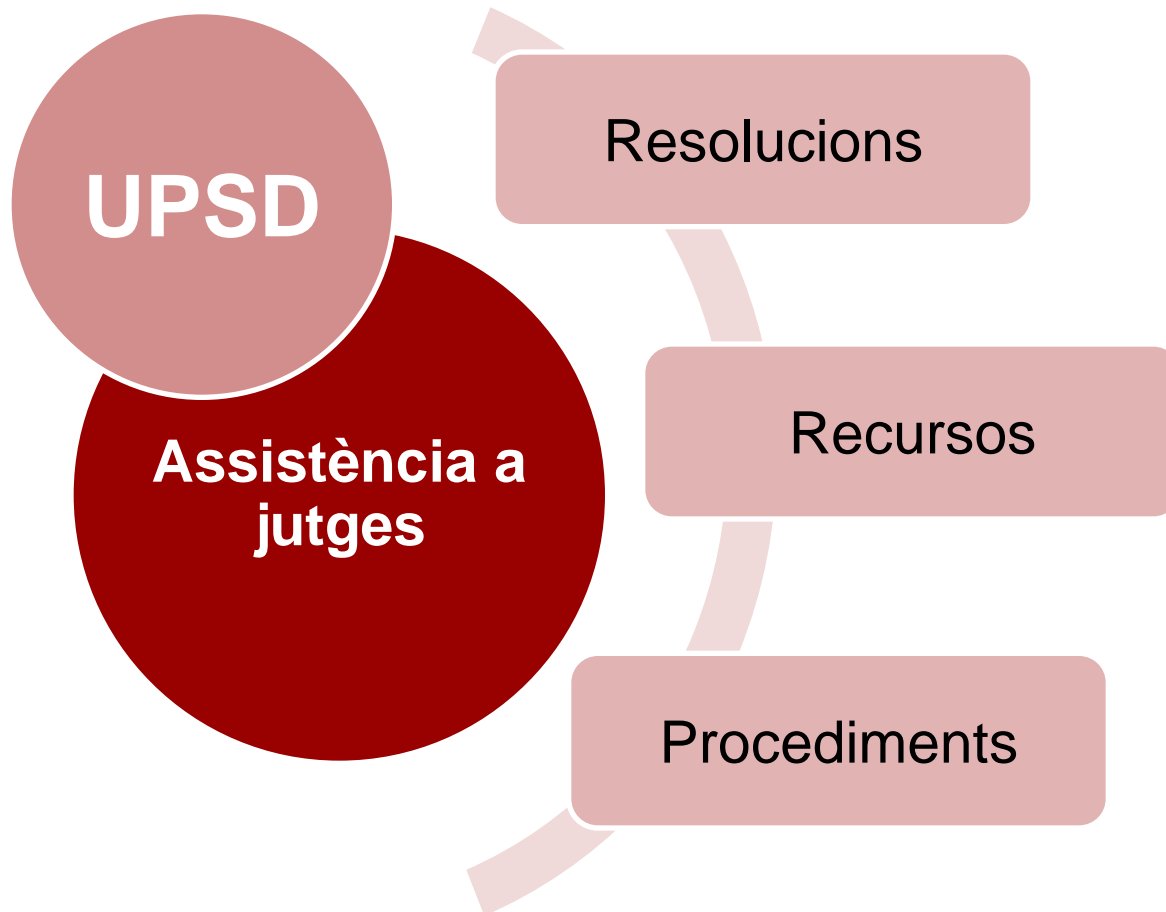 UPSD
Assistència a
jutges
Resolucions
Recursos
Procediments